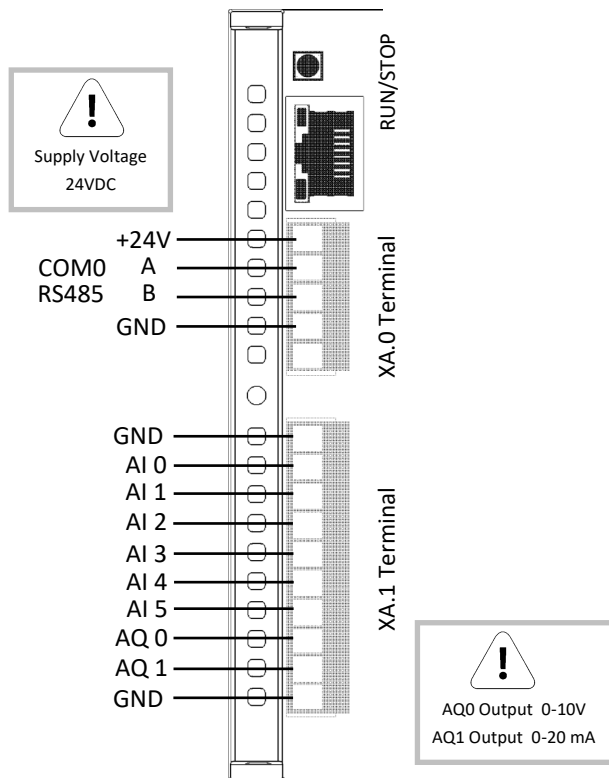 RUN/STOP
!
Supply Voltage
24VDC
+24V
COM0 A
RS485 B
GND
XA.0 Terminal
GND
AI 0
AI 1
AI 2
AI 3
AI 4
AI 5
AQ 0
AQ 1
GND
XA.1 Terminal
!
AQ0 Output 0-10V
AQ1 Output 0-20 mA